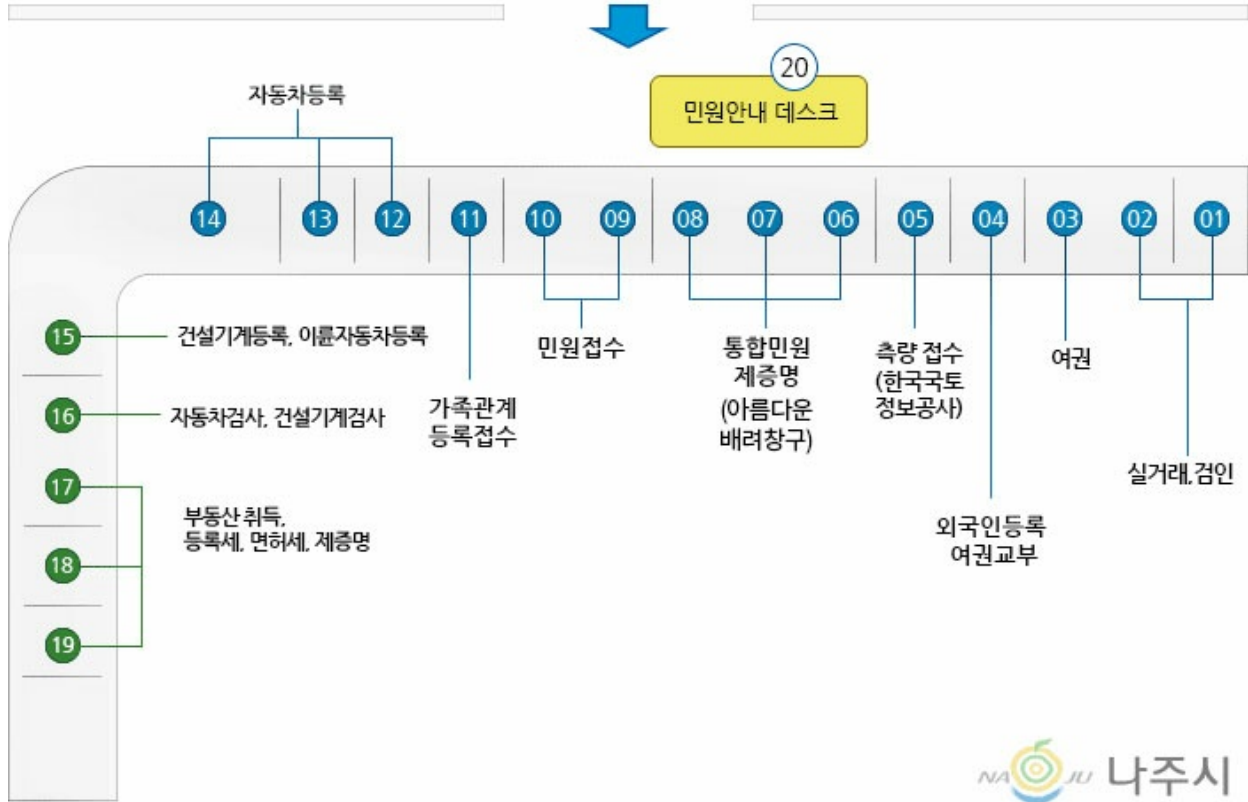 20
민원안내 데스크
자동차등록
14
13
12
11
10
09
08
07
06
05
04
03
02
01
15
건설기계등록, 이륜자동차등록
16
자동차검사, 건설기계검사
17
18
19
부동산 취득,
등록세, 면허세, 제증명
가족관계
등록접수
민원접수
통합민원
제증명
(아름다운
배려창구)
측량 접수
(한국국토
정보공사)
외국인등록
여권교부
여권
실거래,검인
NAJU 나주시